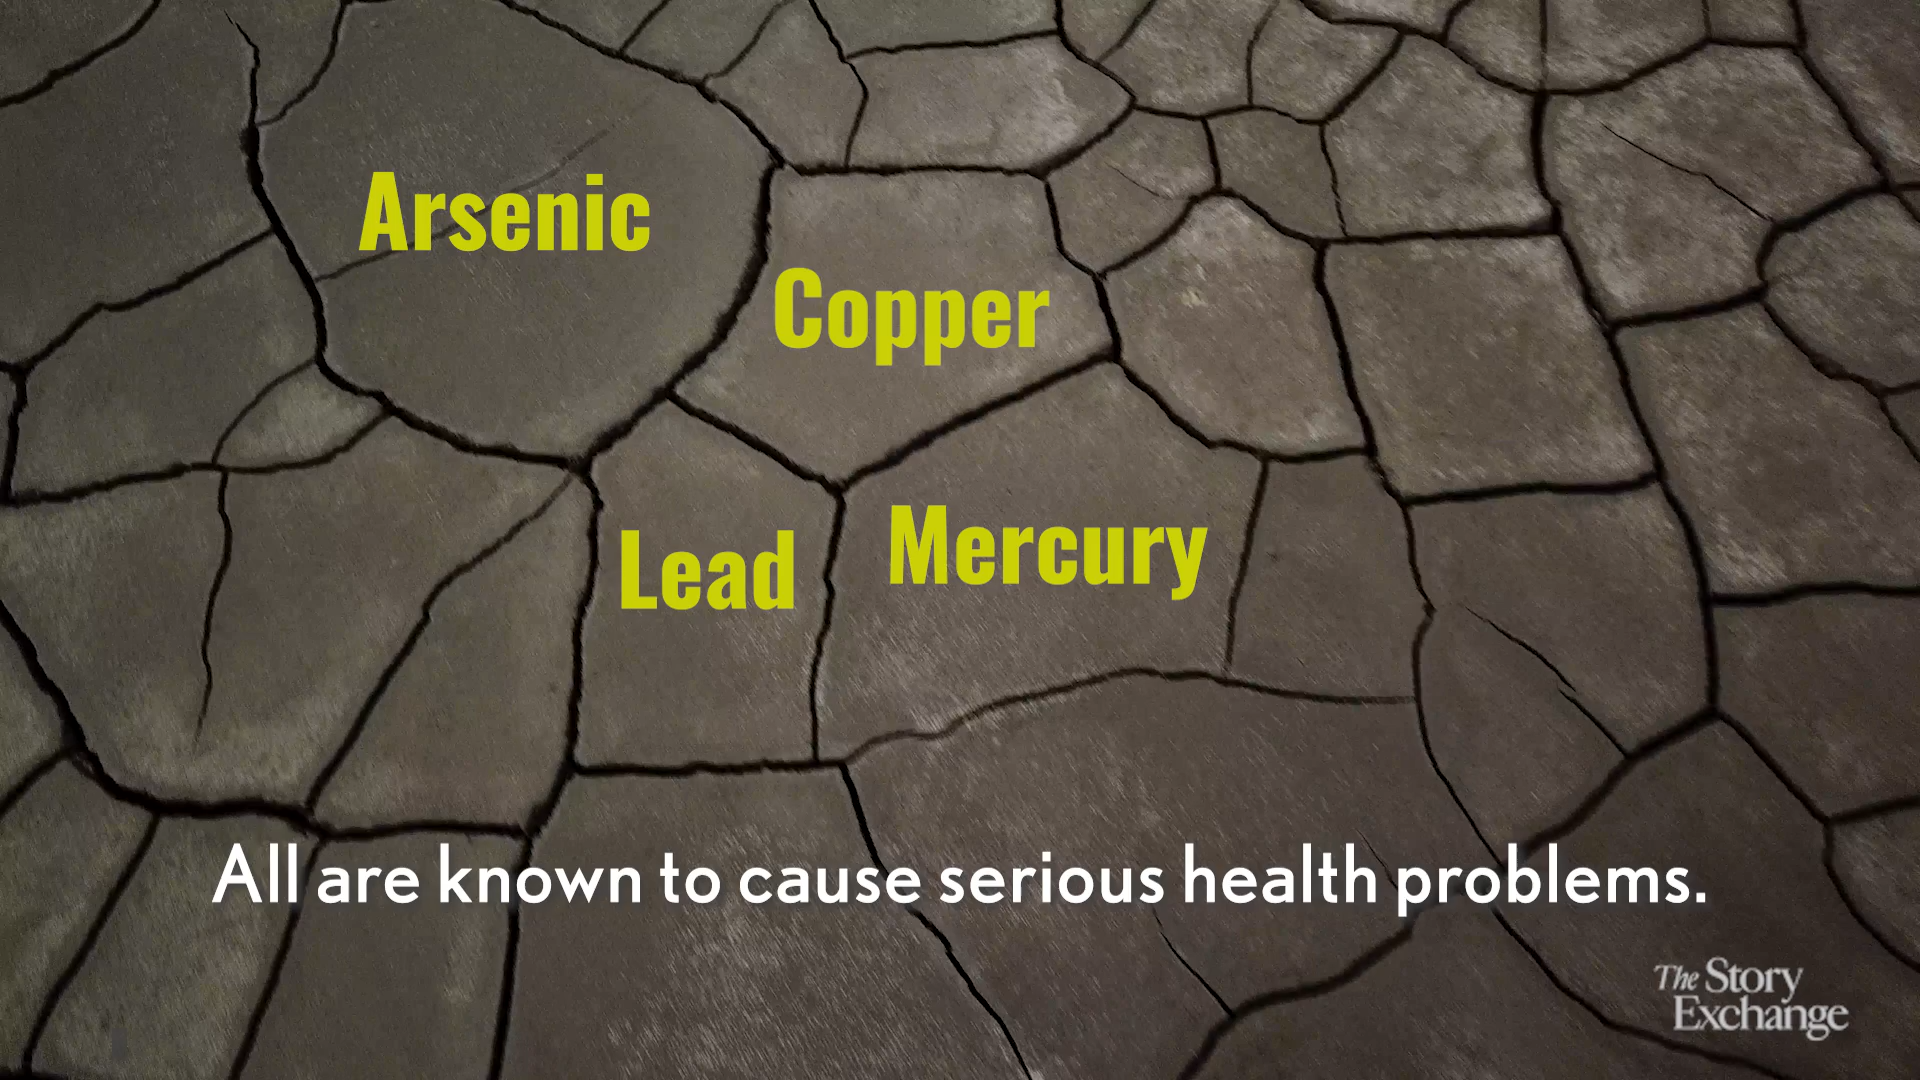 Arsenic
Copper
Lead
Mercury
All are known to cause serious health problems.
The Story
Exchange